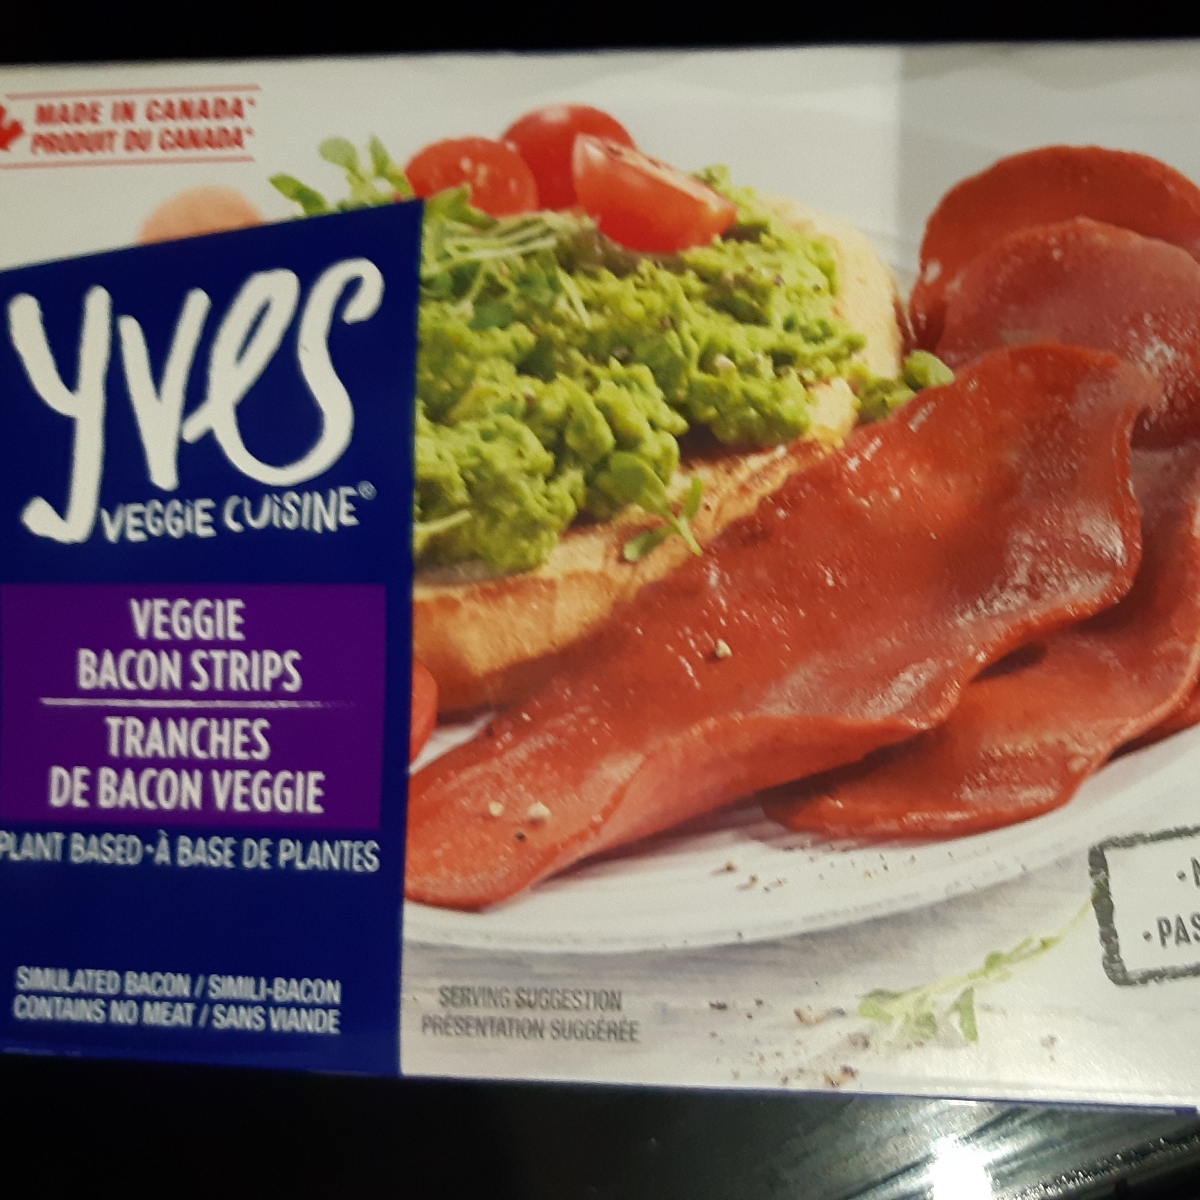 MADE IN CANADA*
PRODUIT DU CANADA*
yves
VEGGIE CUISINE®
VEGGIE
BACON STRIPS
TRANCHES
DE BACON VEGGIE
PLANT BASED·À BASE DE PLANTES
SIMULATED BACON / SIMILI-BACON
CONTAINS NO MEAT / SANS VIANDE
SERVING SUGGESTION
PRÉSENTATION SUGGÉRÉE